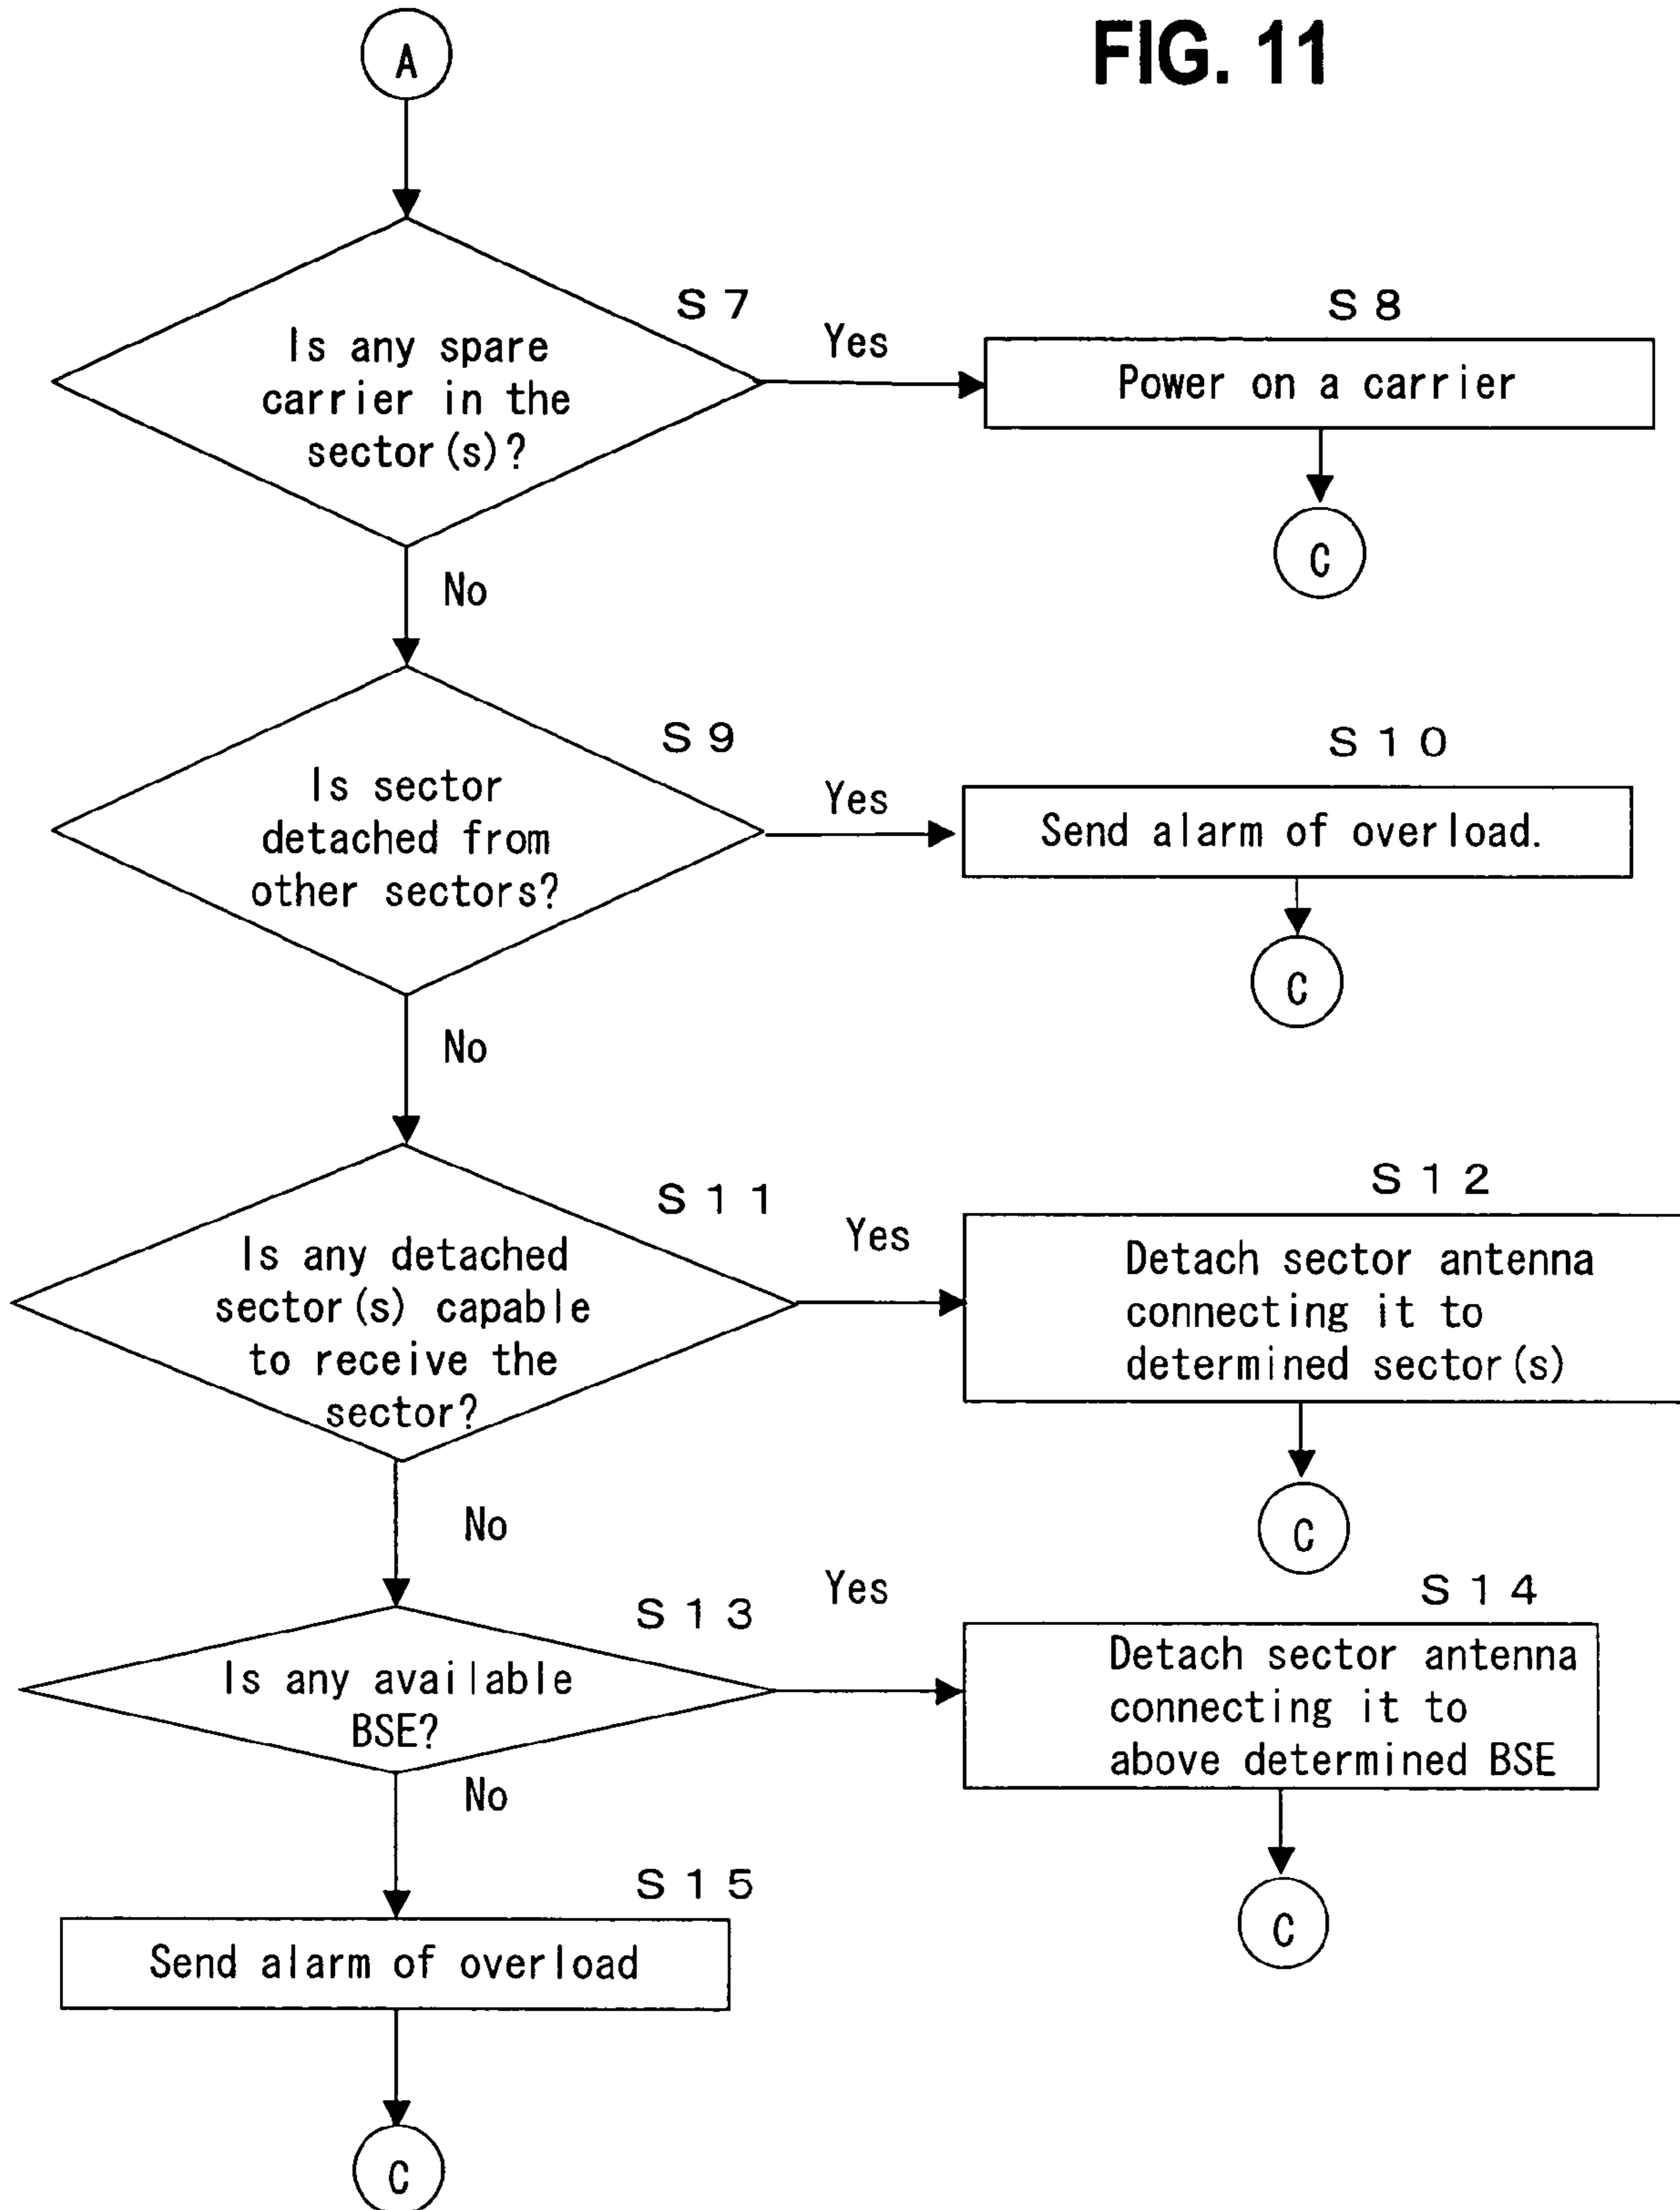 FIG. 11
A
S 7
Is any spare
carrier in the
sector(s)?
Yes
S 8
Power on a carrier
C
No
S 9
Is sector
detached from
other sectors?
Yes
S 1 0
Send alarm of overload.
C
No
S 1 1
Is any detached
sector(s) capable
to receive the
sector?
Yes
S 1 2
Detach sector antenna
connecting it to
determined sector(s)
C
No
S 1 3
Is any available
BSE?
Yes
S 1 4
Detach sector antenna
connecting it to
above determined BSE
C
No
S 1 5
Send alarm of overload
C